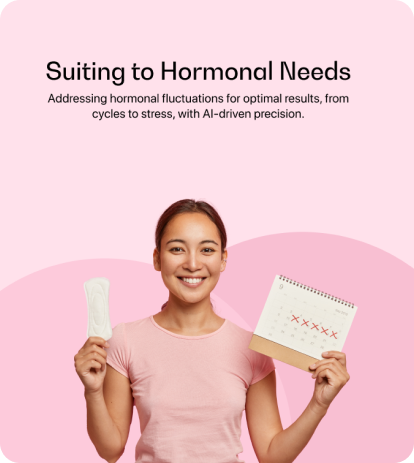 Suiting to Hormonal Needs
Addressing hormonal fluctuations for optimal results, from
cycles to stress, with AI-driven precision.